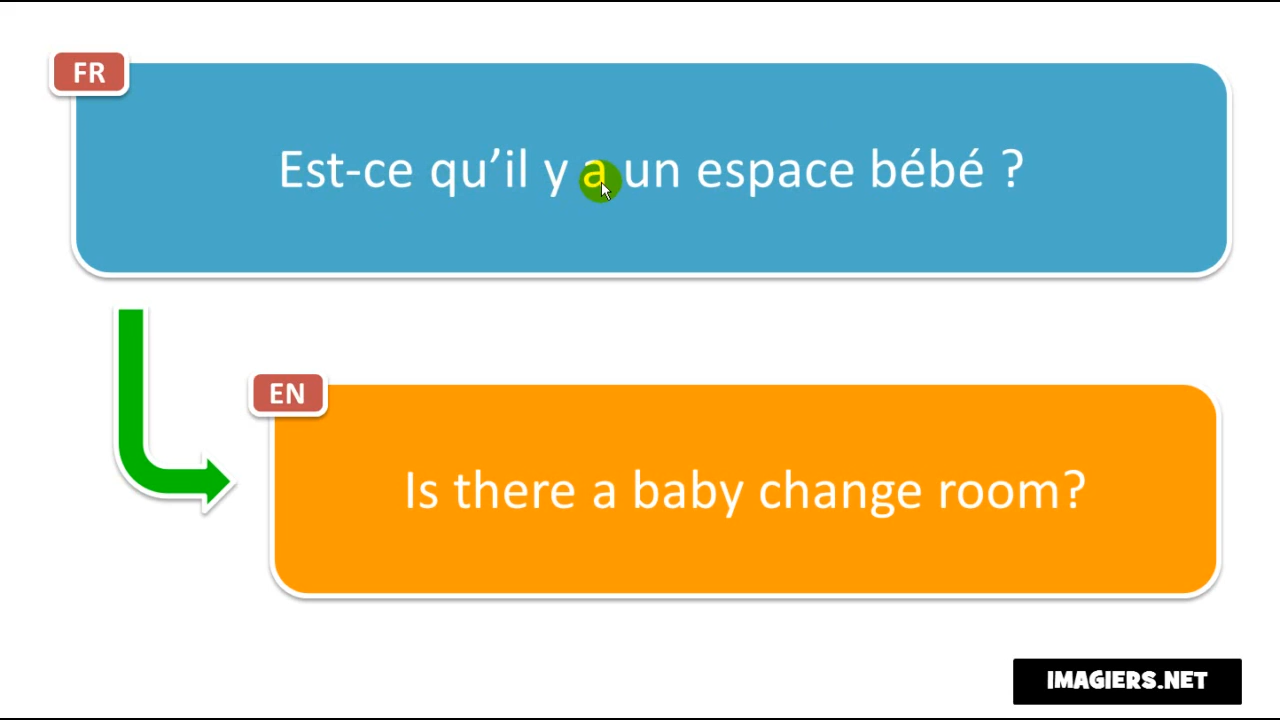 FR
Est-ce qu’il y a un espace bébé ?
EN
Is there a baby change room?
IMAGIERS.NET